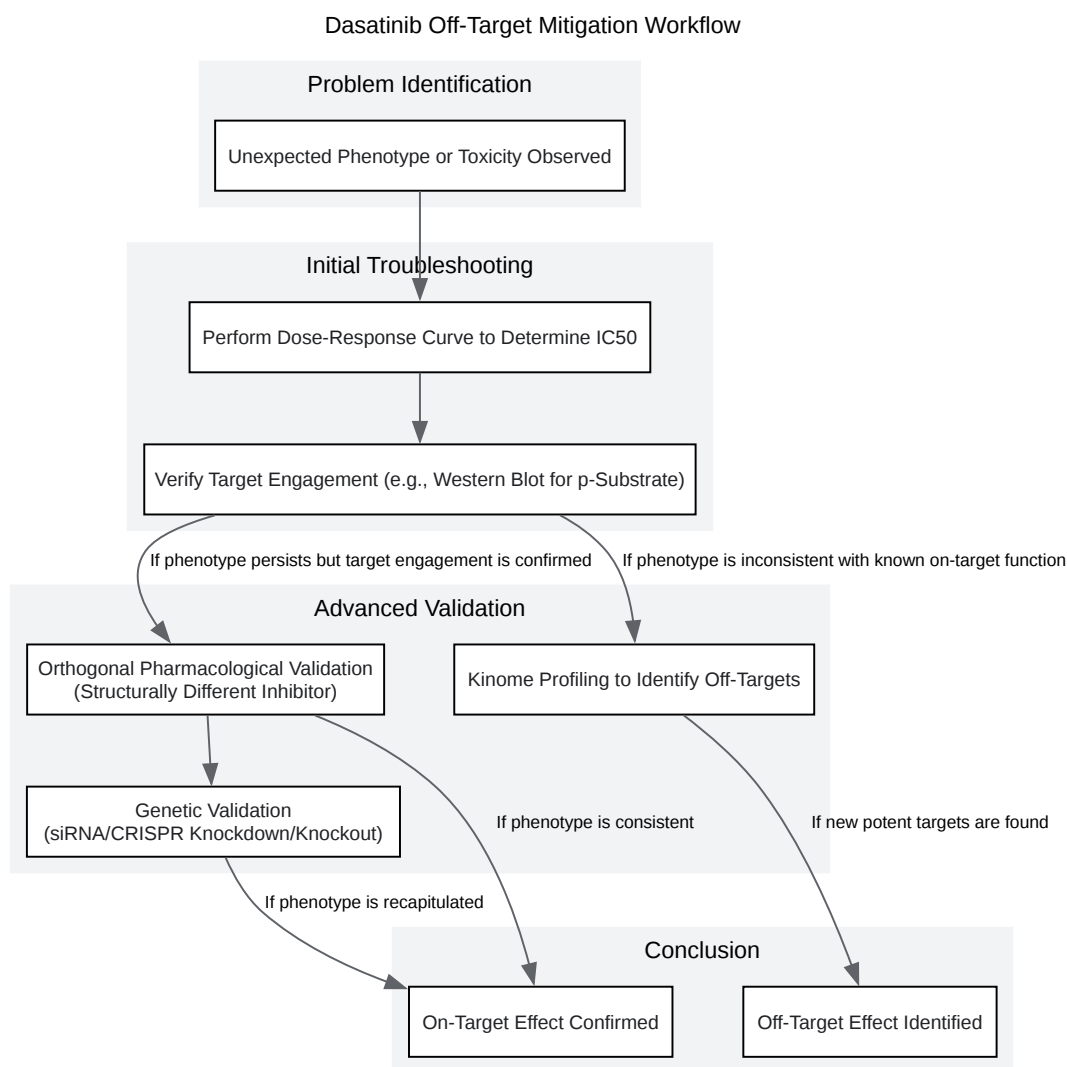 Dasatinib Off-Target Mitigation Workflow
Problem Identification
Unexpected Phenotype or Toxicity Observed
Initial Troubleshooting
Perform Dose-Response Curve to Determine IC50
Verify Target Engagement (e.g., Western Blot for p-Substrate)
If phenotype persists but target engagement is confirmed
If phenotype is inconsistent with known on-target function
Advanced Validation
Orthogonal Pharmacological Validation
(Structurally Different Inhibitor)
Kinome Profiling to Identify Off-Targets
Genetic Validation
(siRNA/CRISPR Knockdown/Knockout)
If phenotype is consistent
If new potent targets are found
If phenotype is recapitulated
Conclusion
On-Target Effect Confirmed
Off-Target Effect Identified